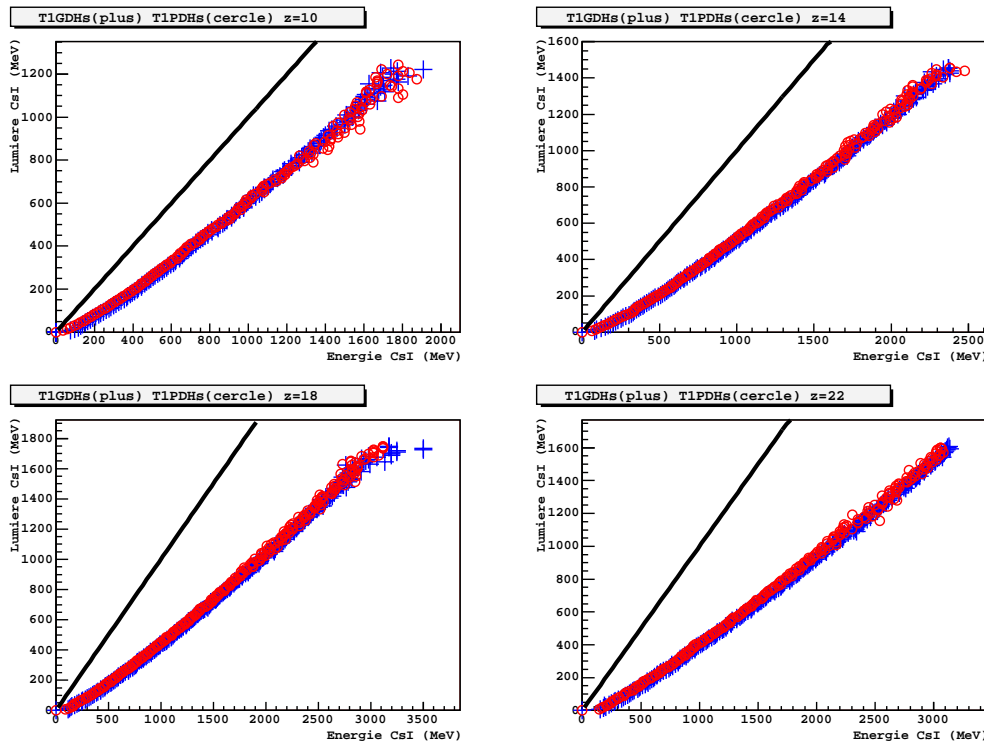 T1GDHs(plus) T1PDHs(cercle) z=10
Lumiere CsI (MeV)
1200
1000
800
600
400
200
0
0 200 400 600 800 1000 1200 1400 1600 1800 2000
Energie CsI (MeV)
T1GDHs(plus) T1PDHs(cercle) z=14
Lumiere CsI (MeV)
1600
1400
1200
1000
800
600
400
200
0
0 500 1000 1500 2000 2500
Energie CsI (MeV)
T1GDHs(plus) T1PDHs(cercle) z=18
Lumiere CsI (MeV)
1800
1600
1400
1200
1000
800
600
400
200
0
0 500 1000 1500 2000 2500 3000 3500
Energie CsI (MeV)
T1GDHs(plus) T1PDHs(cercle) z=22
Lumiere CsI (MeV)
1600
1400
1200
1000
800
600
400
200
0
0 500 1000 1500 2000 2500 3000
Energie CsI (MeV)